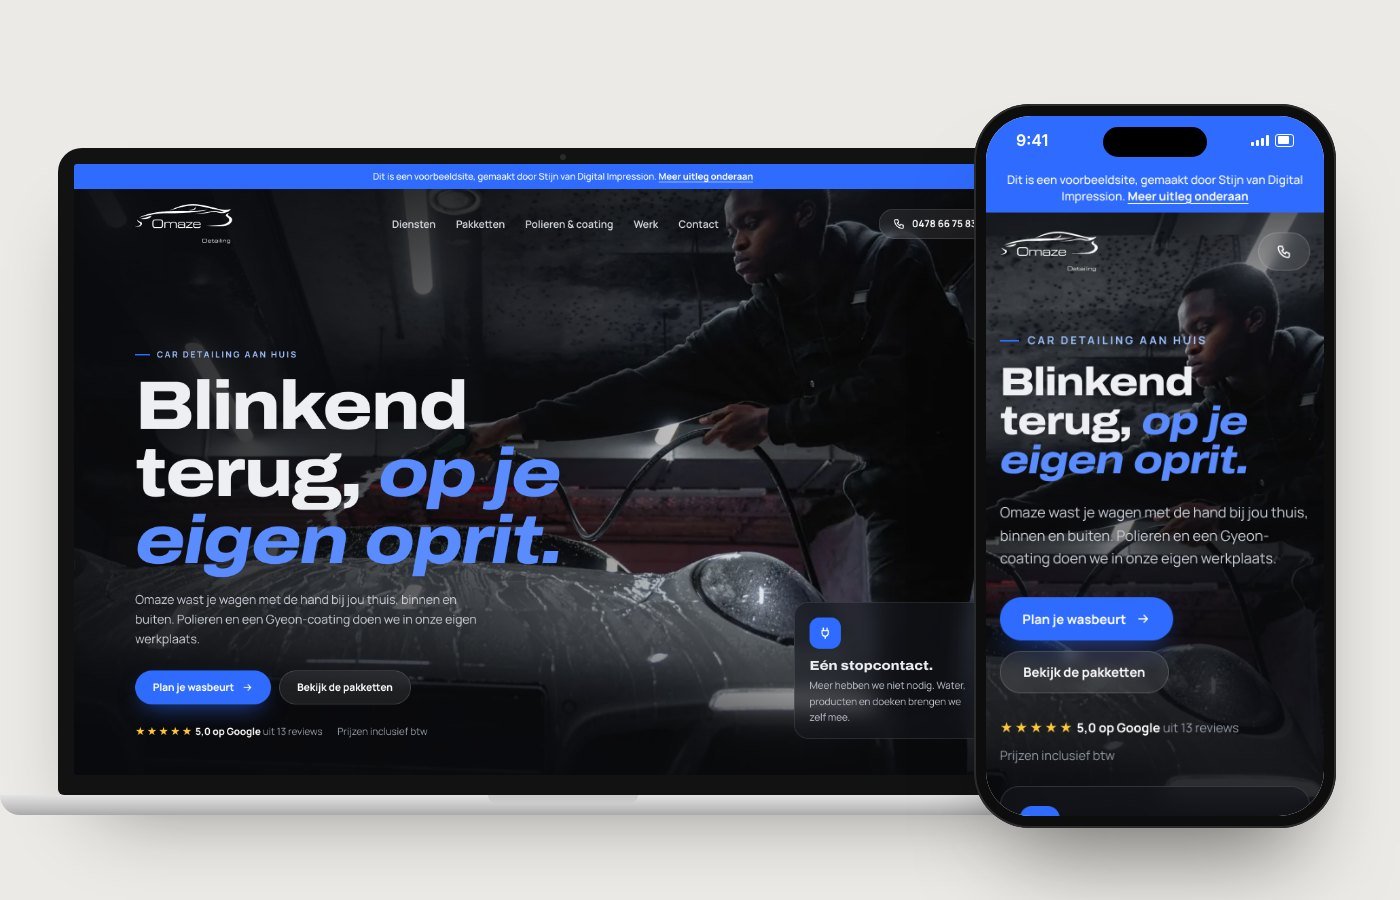 Dit is een voorbeeldsite, gemaakt door Stijn van Digital Impression. Meer uitleg onderaan
Omaze
Detailing
Diensten Pakketten Polieren & coating Werk Contact
0478 66 75 83
CAR DETAILING AAN HUIS
Blinkend
terug, op je
eigen oprit.
Omaze wast je wagen met de hand bij jou thuis, binnen en
buiten. Polieren en een Gyeon-coating doen we in onze eigen
werkplaats.
Plan je wasbeurt → Bekijk de pakketten
★★★★★ 5,0 op Google uit 13 reviews Prijzen inclusief btw
Eén stopcontact.
Meer hebben we niet nodig. Water,
producten en doeken brengen we
zelf mee.
9:41
Dit is een voorbeeldsite, gemaakt door Stijn van Digital
Impression. Meer uitleg onderaan
Omaze
Detailing
CAR DETAILING AAN HUIS
Blinkend
terug, op je
eigen oprit.
Omaze wast je wagen met de hand bij jou thuis,
binnen en buiten. Polieren en een Gyeon-
coating doen we in onze eigen werkplaats.
Plan je wasbeurt →
Bekijk de pakketten
★★★★★ 5,0 op Google uit 13 reviews
Prijzen inclusief btw